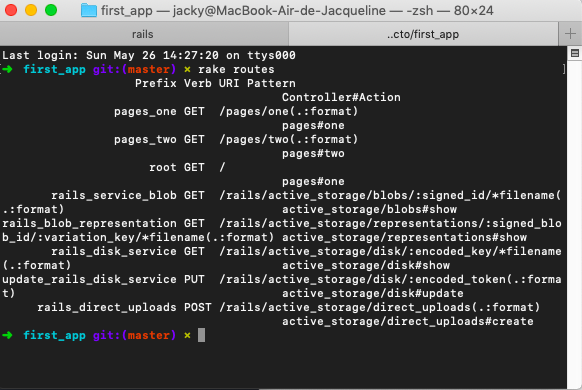 first_app — jacky@MacBook-Air-de-Jacqueline — -zsh — 80×24
rails ..cto/first_app +
Last login: Sun May 26 14:27:20 on ttys000
[➜  first_app git:(master) × rake routes ]
Prefix Verb URI Pattern
Controller#Action
pages_one GET  /pages/one(.:format)
pages#one
pages_two GET  /pages/two(.:format)
pages#two
root GET  /
pages#one
rails_service_blob GET  /rails/active_storage/blobs/:signed_id/*filename(
.:format) active_storage/blobs#show
rails_blob_representation GET  /rails/active_storage/representations/:signed_blo
b_id/:variation_key/*filename(.:format) active_storage/representations#show
rails_disk_service GET  /rails/active_storage/disk/:encoded_key/*filename
(.:format) active_storage/disk#show
update_rails_disk_service PUT  /rails/active_storage/disk/:encoded_token(.:forma
t) active_storage/disk#update
rails_direct_uploads POST /rails/active_storage/direct_uploads(.:format)
active_storage/direct_uploads#create
➜  first_app git:(master) ×